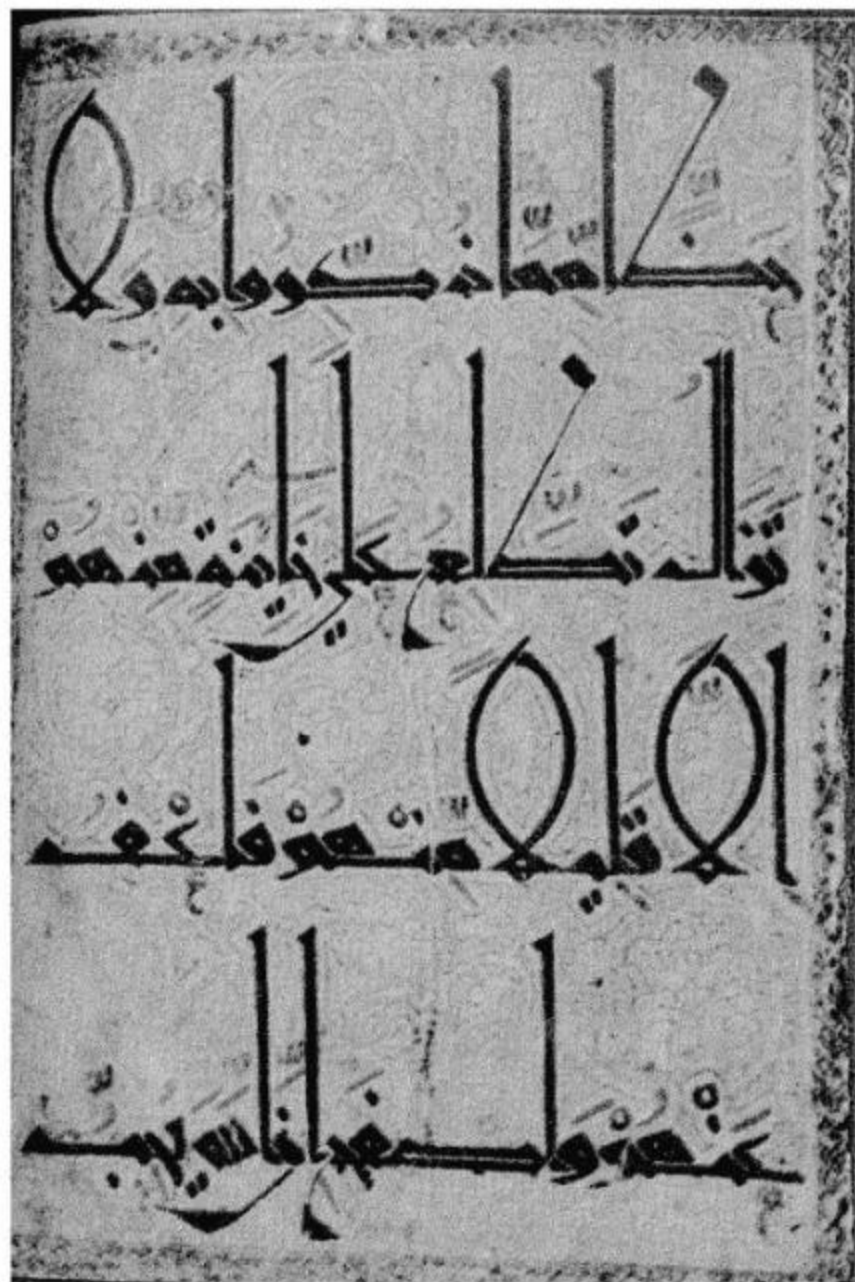 حظا مما ذكروا به ولا
تزال تطلع على خاينة منهم
الا قليلا منهم فاعف
عنهم واصفح ان الله يحب